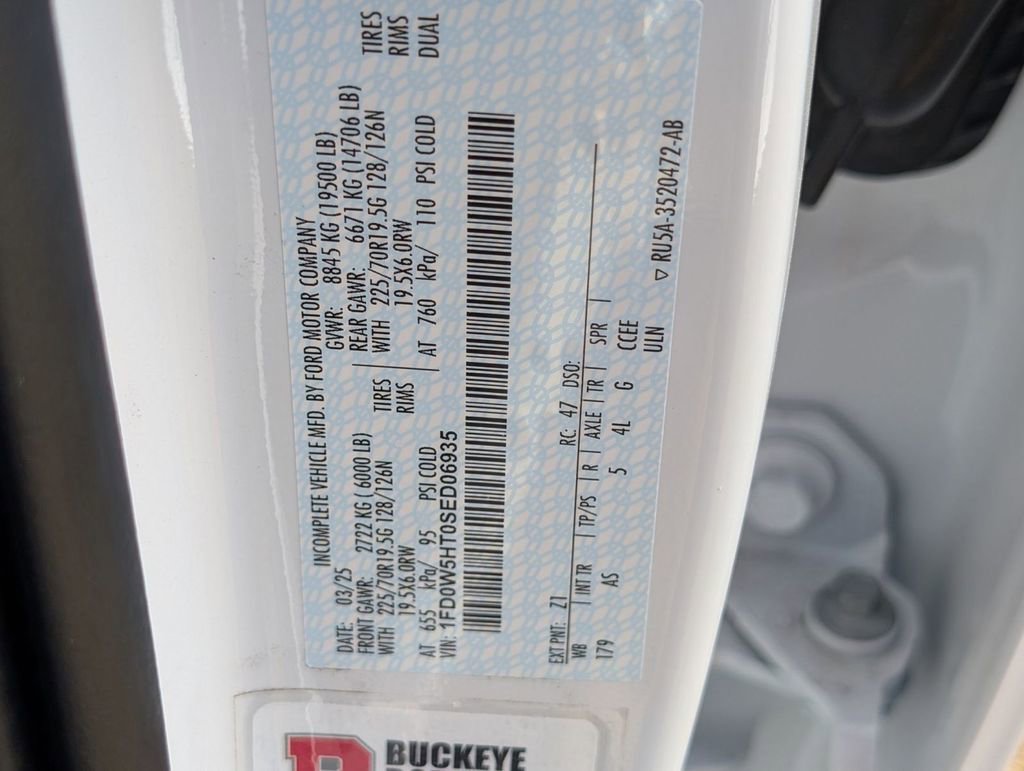 INCOMPLETE VEHICLE MFD. BY FORD MOTOR COMPANY
DATE: 03/25 GVWR: 8845 KG (19500 LB)
FRONT GAWR: 2722 KG ( 6000 LB) REAR GAWR: 6671 KG (14706 LB)
WITH 225/70R19.5G 128/126N TIRES WITH 225/70R19.5G 128/126N TIRES
19.5X6.0RW RIMS 19.5X6.0RW RIMS
AT 655 kPa/ 95 PSI COLD AT 760 kPa/ 110 PSI COLD DUAL
VIN: 1FD0W5HT0SED06935
EXT PNT: Z1 RC: 47 DSO:
WB INT TR TP/PS R AXLE TR SPR
179 AS 5 4L G CCEE
ULN
▽ RU5A-3520472-AB
BUCKEYE